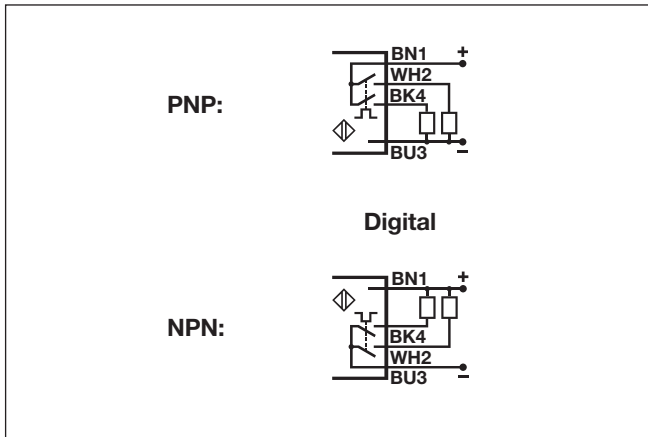 BN1 +
WH2
PNP: BK4
BU3 −
Digital
BN1 +
NPN: BK4
WH2
BU3 −